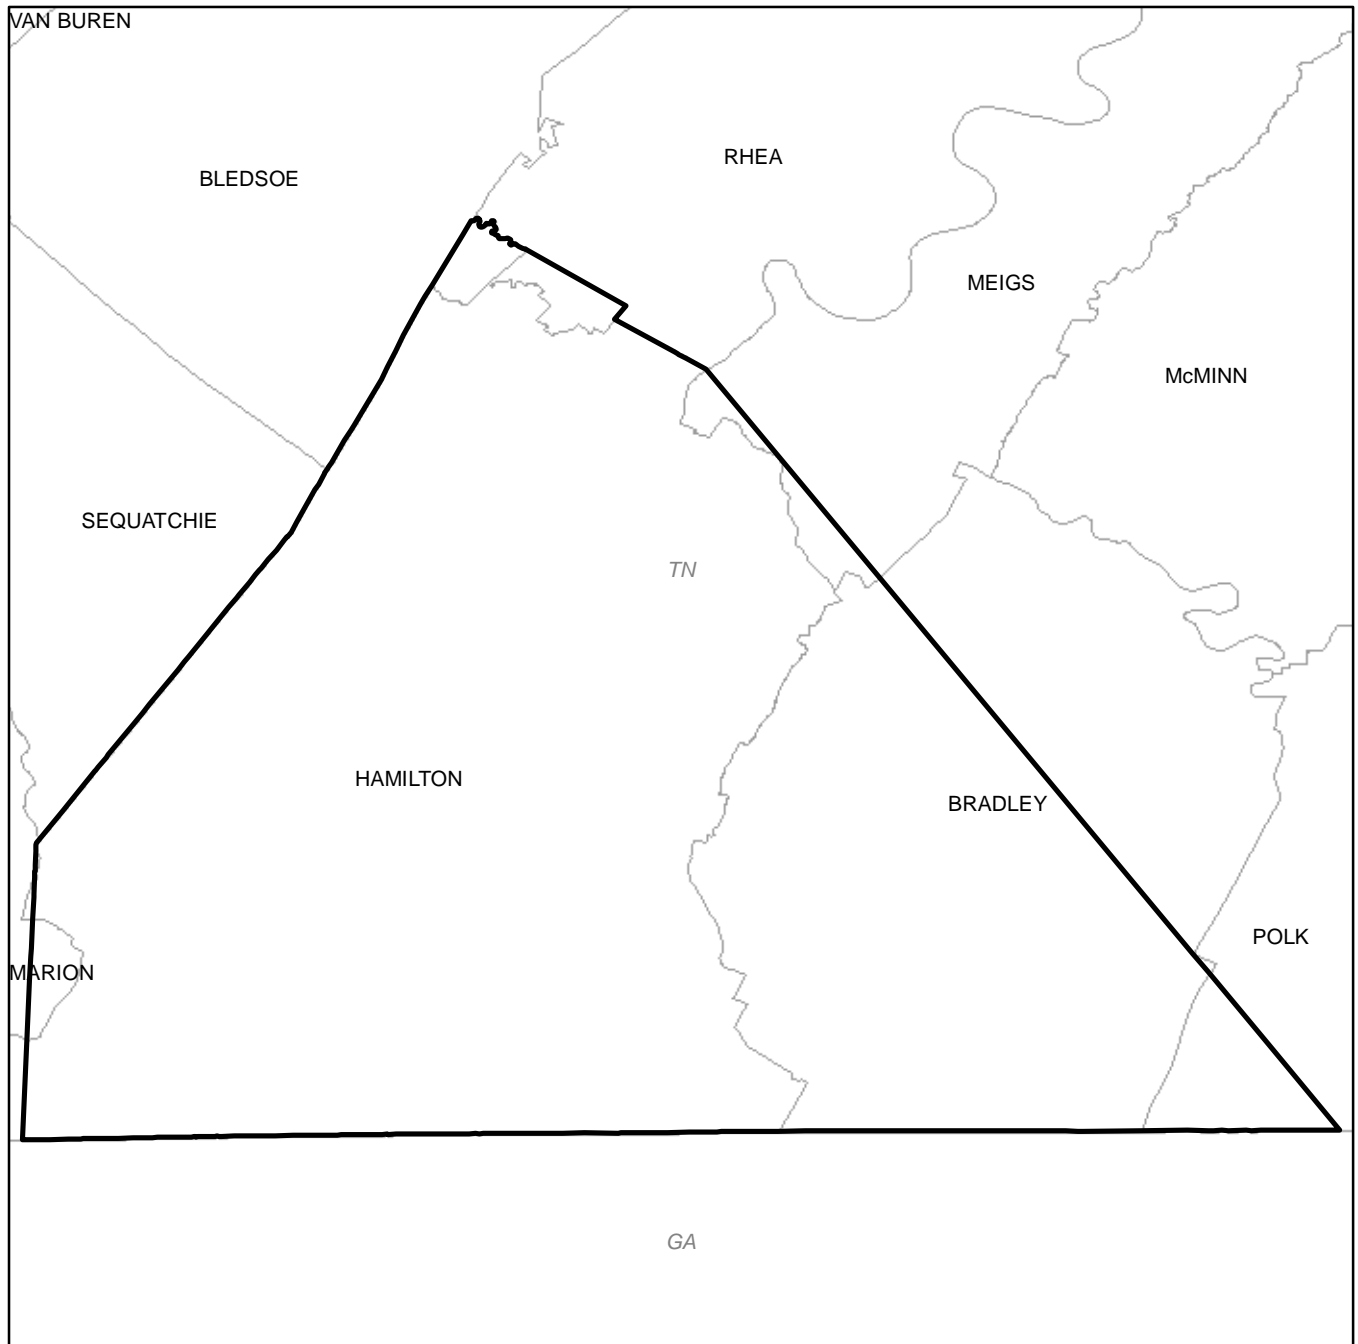 VAN BUREN
RHEA
BLEDSOE
MEIGS
McMINN
SEQUATCHIE
TN
HAMILTON
BRADLEY
POLK
MARION
GA